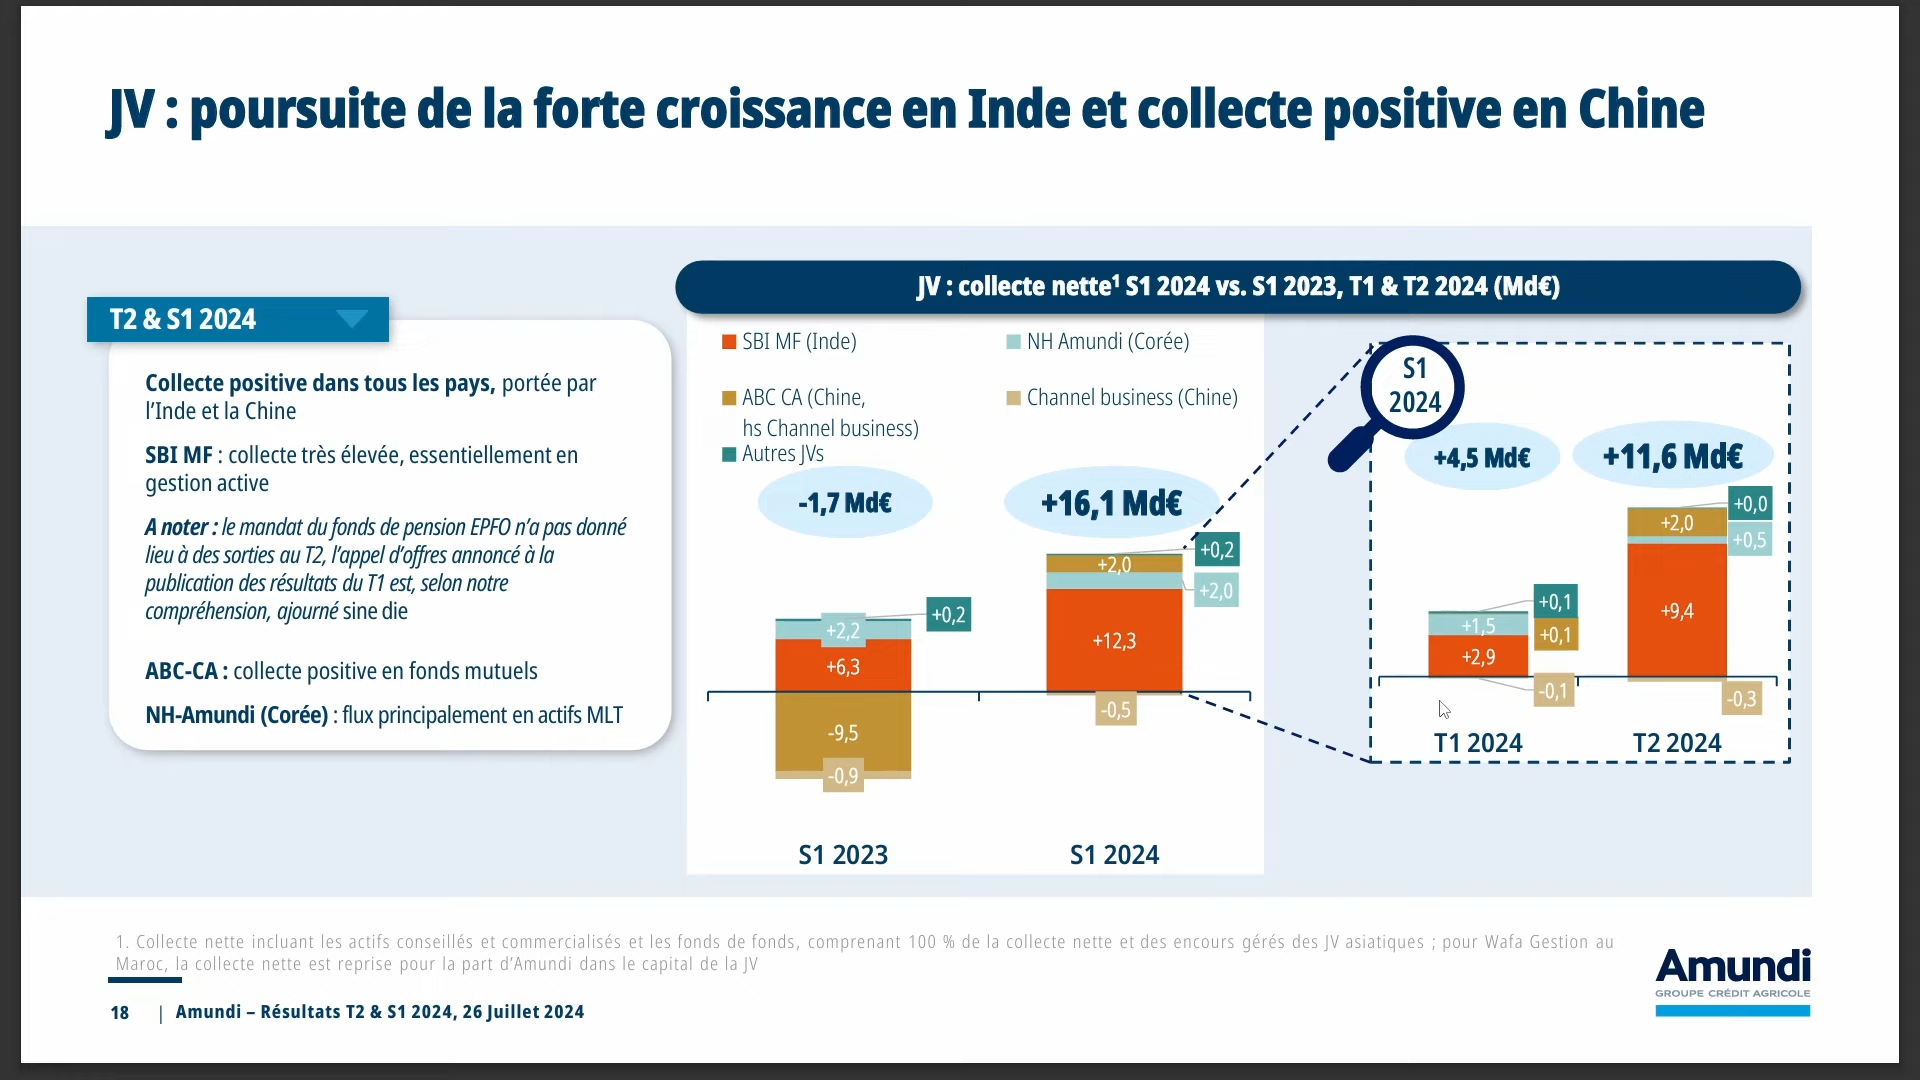 JV : poursuite de la forte croissance en Inde et collecte positive en Chine
T2 & S1 2024
Collecte positive dans tous les pays, portée par
l'Inde et la Chine
SBI MF : collecte très élevée, essentiellement en
gestion active
A noter : le mandat du fonds de pension EPFO n'a pas donné
lieu à des sorties au T2, l'appel d'offres annoncé à la
publication des résultats du T1 est, selon notre
compréhension, ajourné sine die
ABC-CA : collecte positive en fonds mutuels
NH-Amundi (Corée) : flux principalement en actifs MLT
JV : collecte nette¹ S1 2024 vs. S1 2023, T1 & T2 2024 (Md€)
SBI MF (Inde)
NH Amundi (Corée)
ABC CA (Chine,
hs Channel business)
Channel business (Chine)
Autres JVs
-1,7 Md€
+0,2
+2,2
+6,3
-9,5
-0,9
S1 2023
+16,1 Md€
+0,2
+2,0
+2,0
+12,3
-0,5
S1 2024
S1
2024
+4,5 Md€
+0,1
+1,5
+0,1
+2,9
-0,1
T1 2024
+11,6 Md€
+0,0
+2,0
+0,5
+9,4
-0,3
T2 2024
1. Collecte nette incluant les actifs conseillés et commercialisés et les fonds de fonds, comprenant 100 % de la collecte nette et des encours gérés des JV asiatiques ; pour Wafa Gestion au
Maroc, la collecte nette est reprise pour la part d'Amundi dans le capital de la JV
18 | Amundi – Résultats T2 & S1 2024, 26 Juillet 2024
Amundi
GROUPE CRÉDIT AGRICOLE